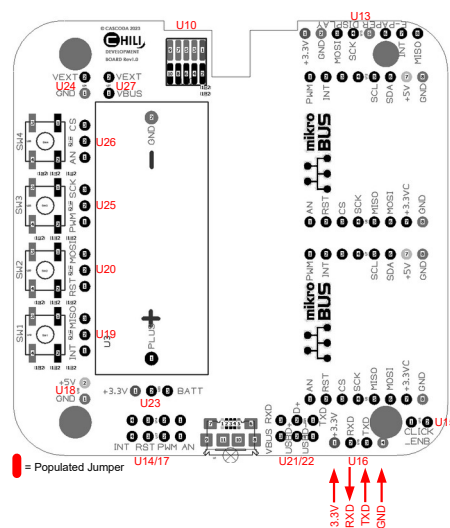 © CASCODA 2023
CHILI
DEVELOPMENT
BOARD Rev1.0
U10
U13
E-PAPER DISPLAY
+3.3V
GND
MOSI
SCK
INT
MISO
VEXT
GND
U24
VEXT
VBUS
U27
PWM
INT
SCL
SDA
+5V
GND
mikro
BUS
SW4
CS
AN
U26
GND
SW3
SCK
PWM
U25
AN
RST
CS
SCK
MISO
MOSI
+3.3VC
GND
SW2
MOSI
RST
U20
PWM
INT
SCL
SDA
+5V
GND
mikro
BUS
SW1
MISO
INT
U19
U3
PLUS
+5V
GND
U18
+3.3V
BATT
U23
AN
RST
CS
SCK
MISO
MOSI
+3.3VC
GND
INT RST PWM AN
U14/17
VBUS
RXD
USBD+
USBD-
TXD
U21/22
+3.3V
RXD
TXD
U16
CLICK
_ENB
= Populated Jumper
3.3V
RXD
TXD
GND